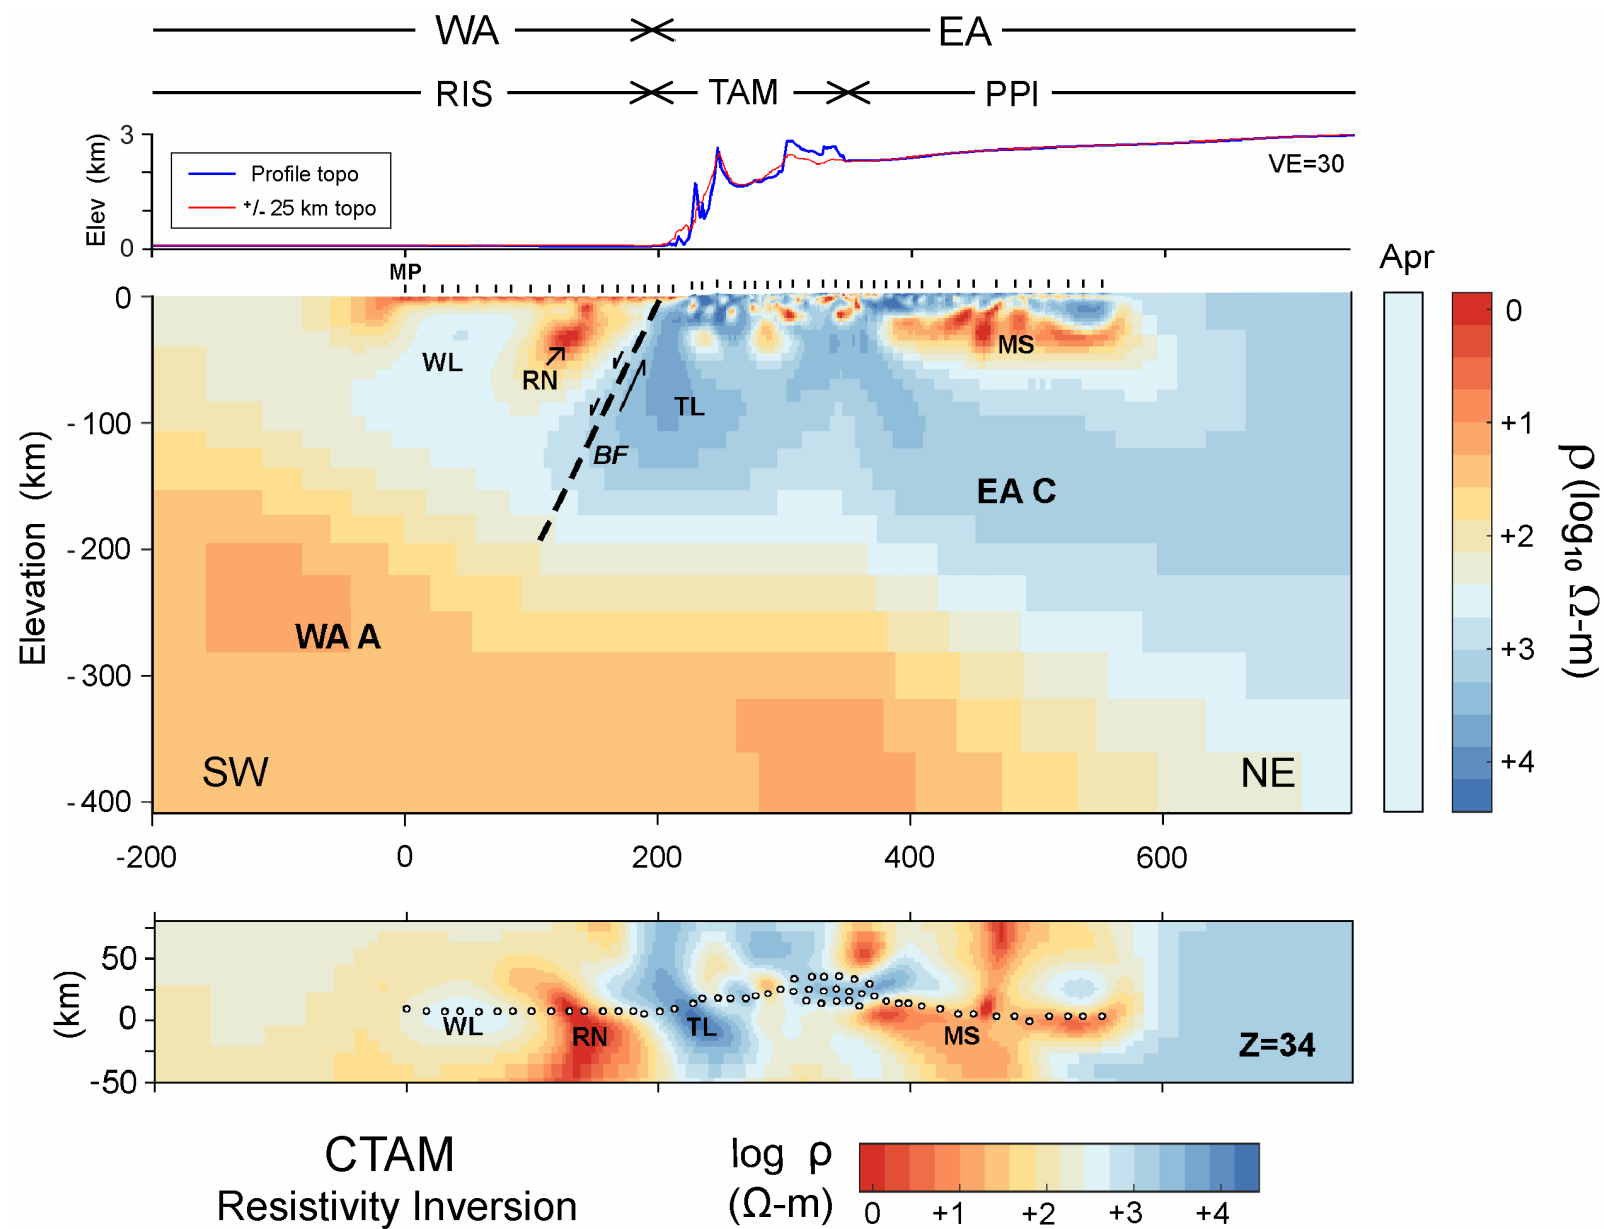 WA EA
RIS TAM PPI
Elev (km)
3
0
Profile topo
+/- 25 km topo
VE=30
MP
Apr
Elevation (km)
0
-100
-200
-300
-400
WL
RN
TL
BF
MS
EA C
WA A
SW
NE
-200 0 200 400 600
0
+1
+2
+3
+4
ρ (log10 Ω-m)
(km)
50
0
-50
WL
RN
TL
MS
Z=34
CTAM
Resistivity Inversion
log ρ
(Ω-m)
0 +1 +2 +3 +4